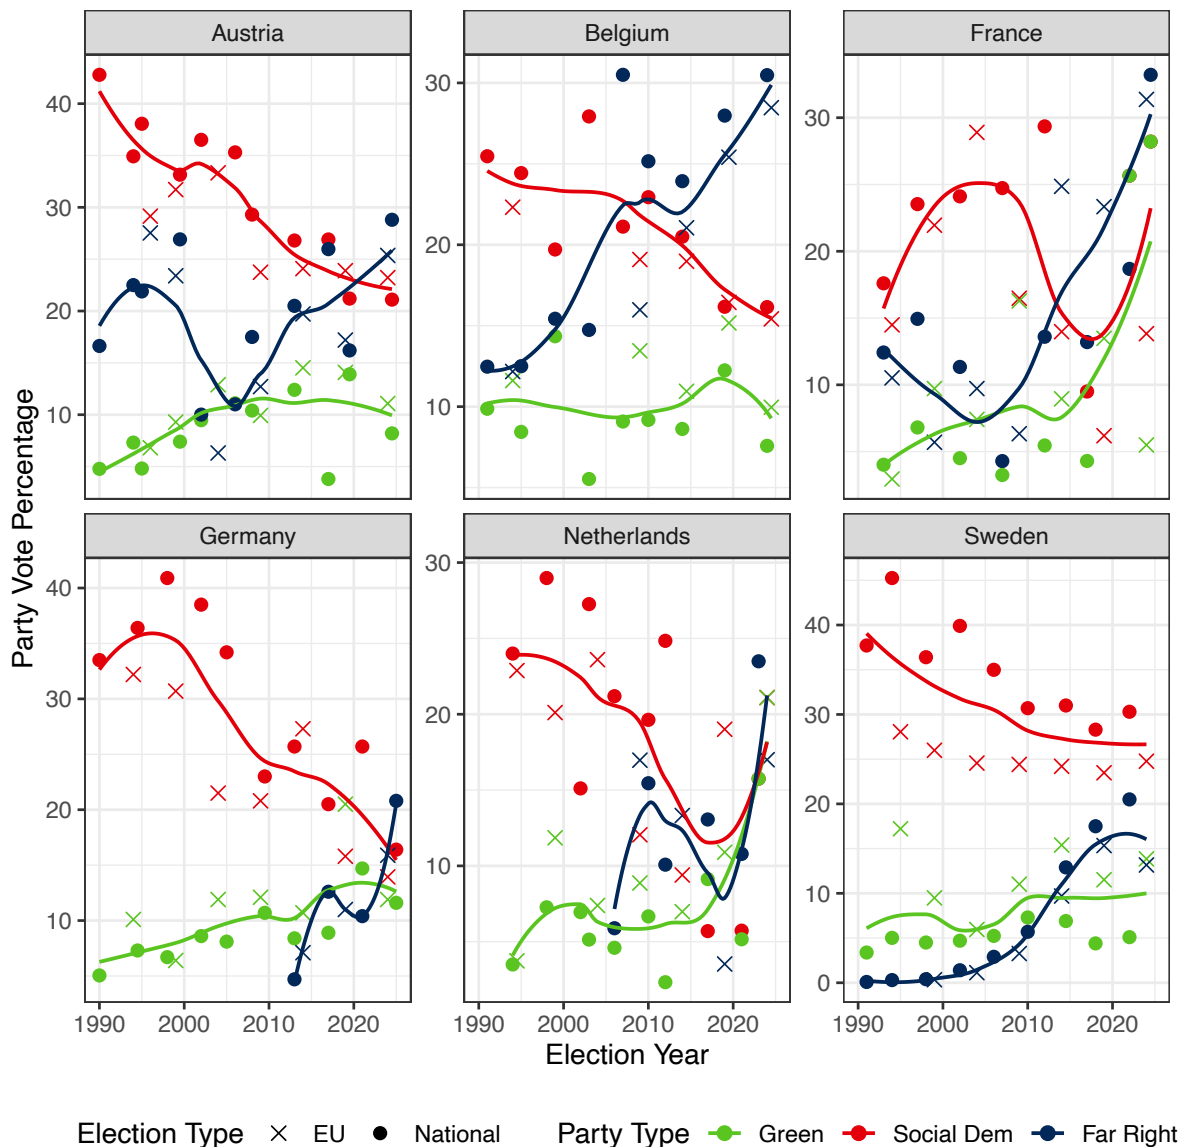 Austria
Belgium
France
40
30
20
10
30
20
10
30
20
10
Party Vote Percentage
Germany
Netherlands
Sweden
40
30
20
10
30
20
10
40
30
20
10
0
1990 2000 2010 2020
1990 2000 2010 2020
1990 2000 2010 2020
Election Year
Election Type EU National Party Type Green Social Dem Far Right